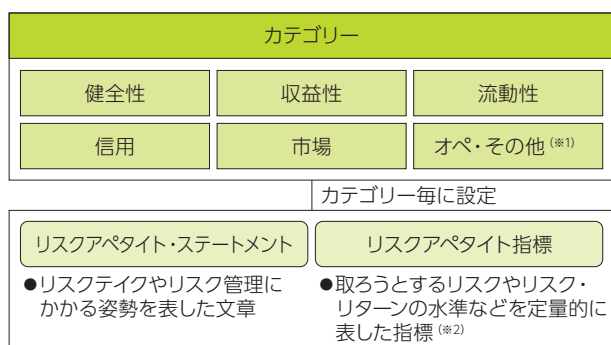 カテゴリー
健全性 収益性 流動性
信用 市場 オペ・その他(※1)
カテゴリー毎に設定
リスクアペタイト・ステートメント リスクアペタイト指標
●リスクテイクやリスク管理に
かかる姿勢を表した文章
●取ろうとするリスクやリスク・
リターンの水準などを定量的に
表した指標(※2)